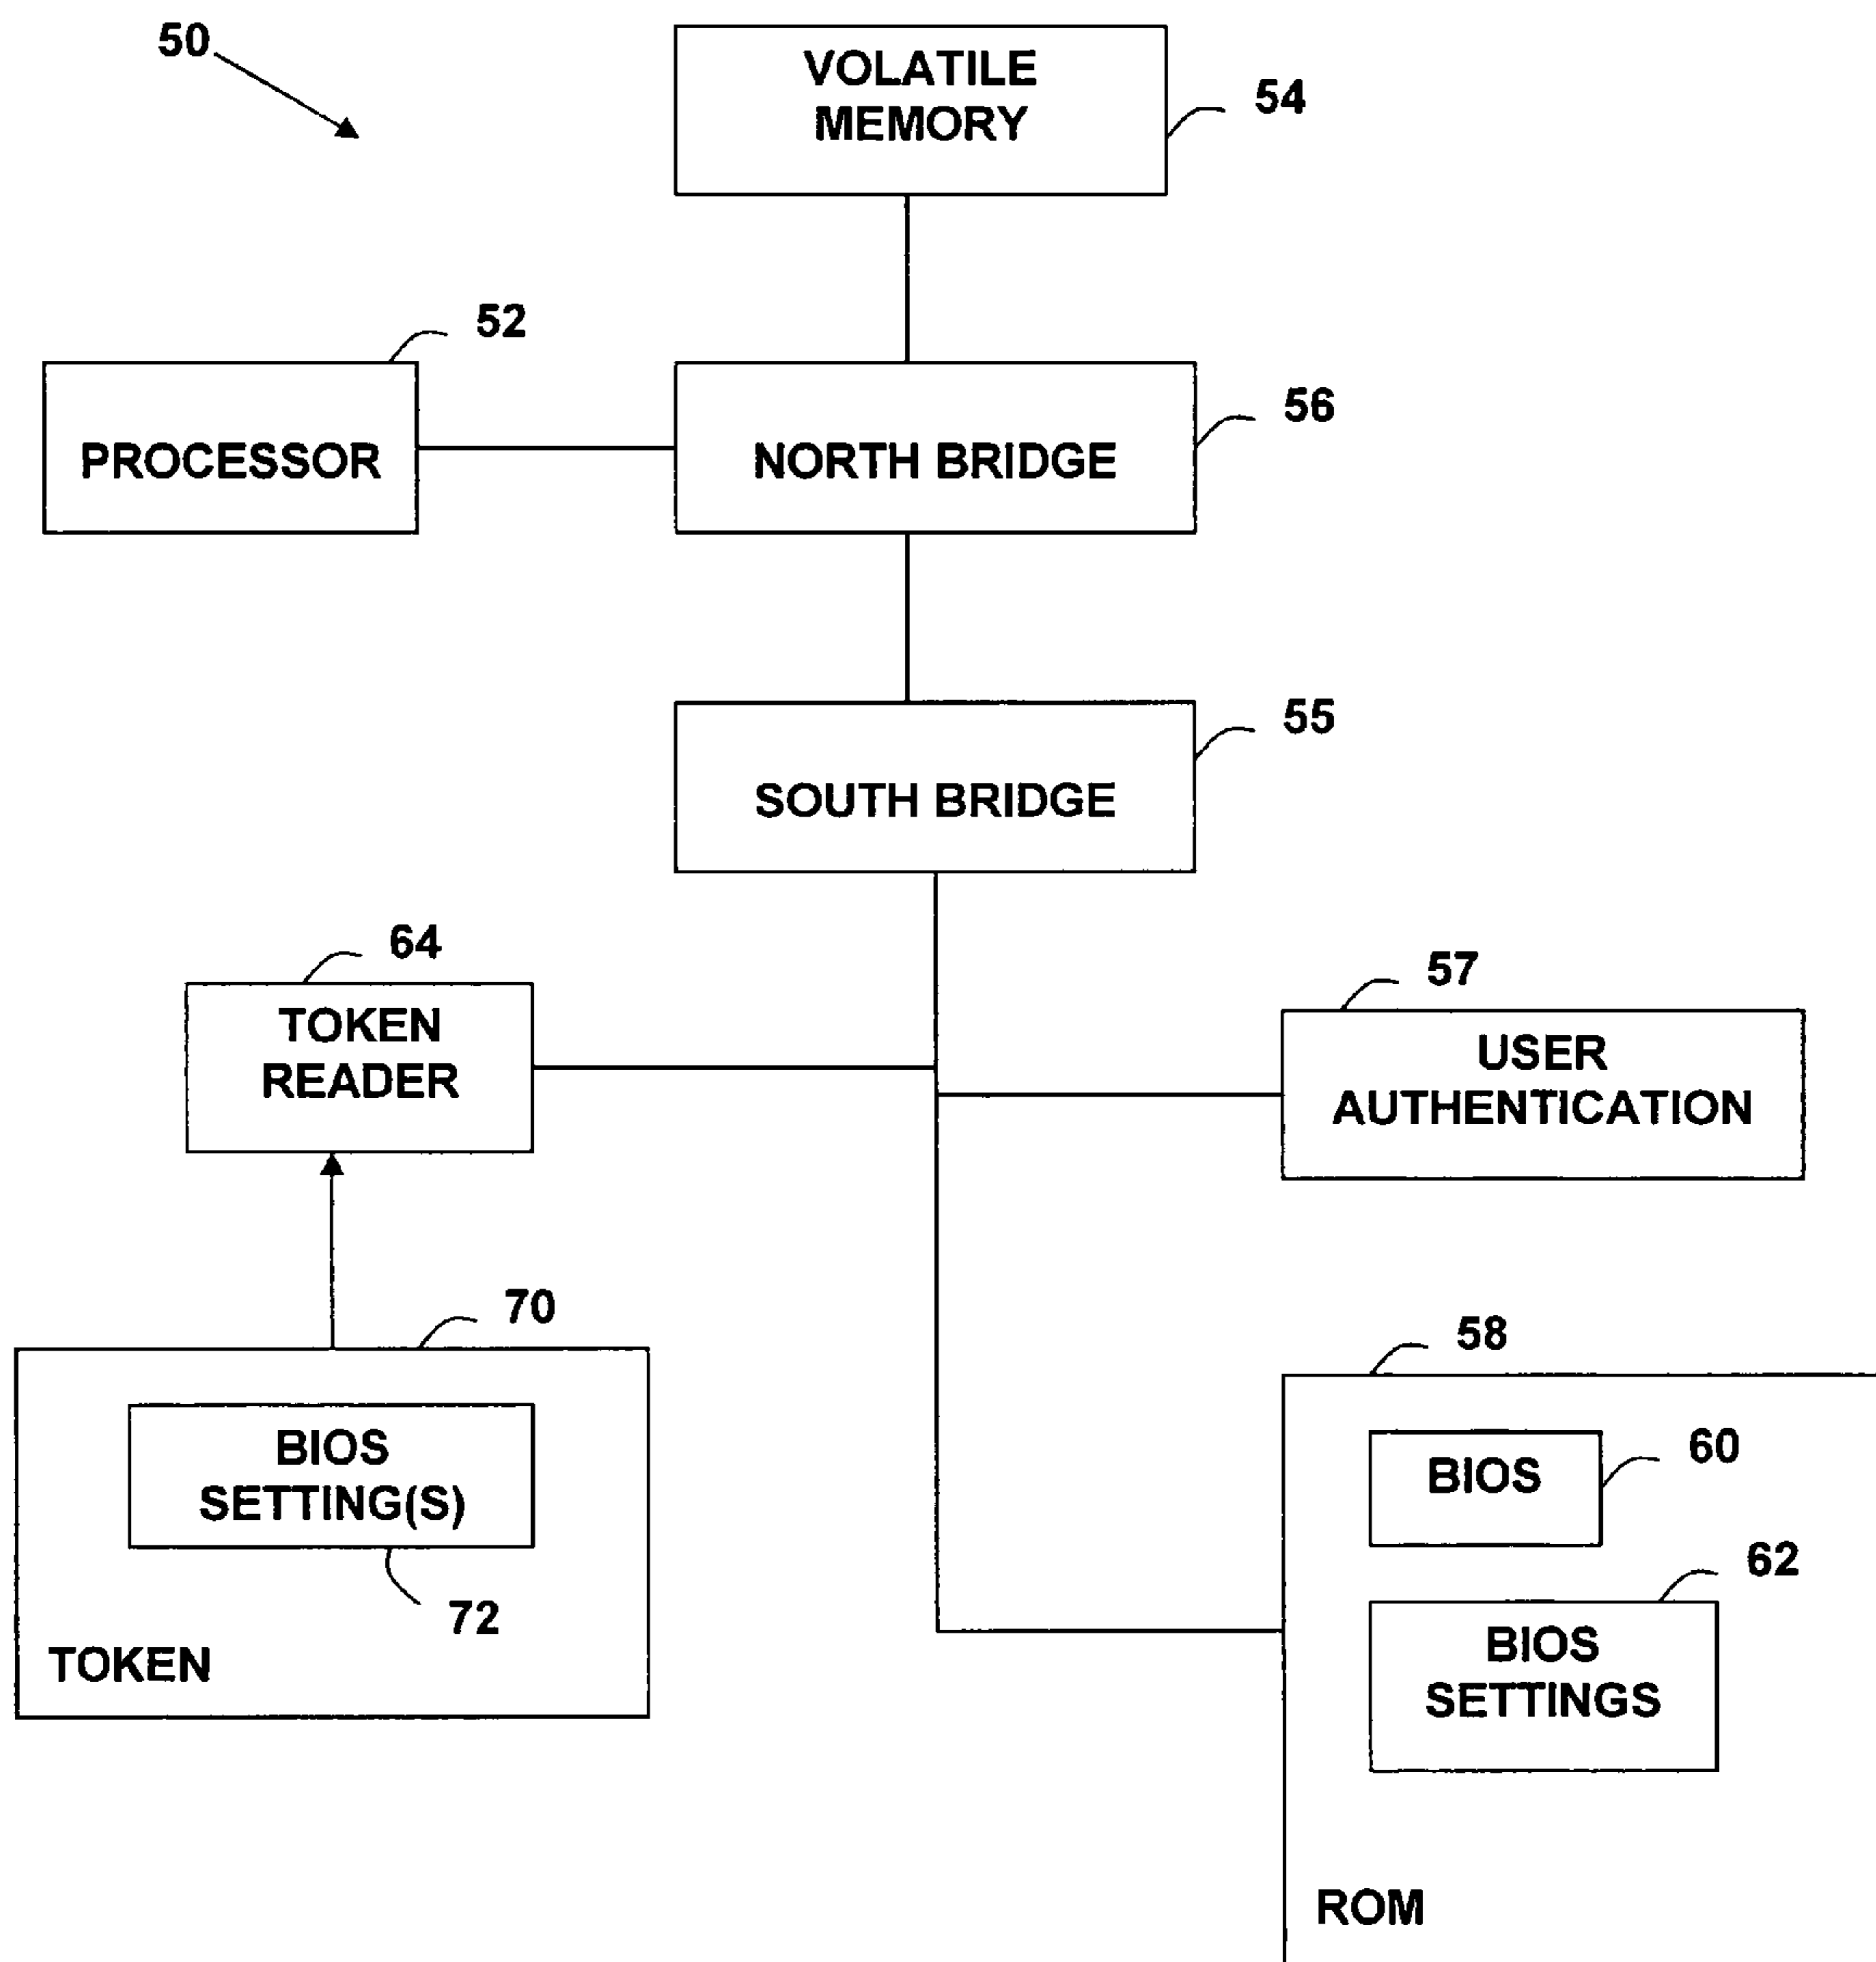 50
VOLATILE
MEMORY
54
52
PROCESSOR
NORTH BRIDGE
56
SOUTH BRIDGE
55
64
TOKEN
READER
57
USER
AUTHENTICATION
70
BIOS
SETTING(S)
72
TOKEN
58
BIOS
60
62
BIOS
SETTINGS
ROM